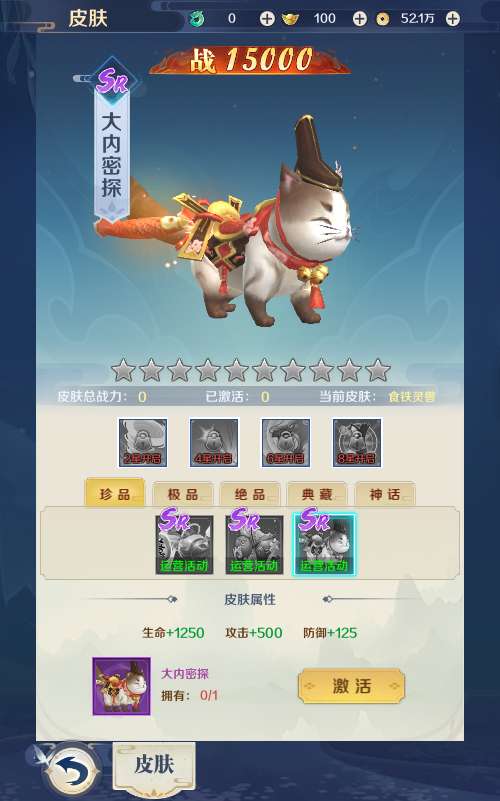 皮肤 0 100 52.1万
战 15000
SR
大内密探
皮肤总战力：0 已激活：0 当前皮肤：食铁灵兽
2星开启 4星开启 6星开启 8星开启
珍品 极品 绝品 典藏 神话
SR SR SR
运营活动 运营活动 运营活动
皮肤属性
生命+1250 攻击+500 防御+125
大内密探
拥有：0/1
激活
皮肤